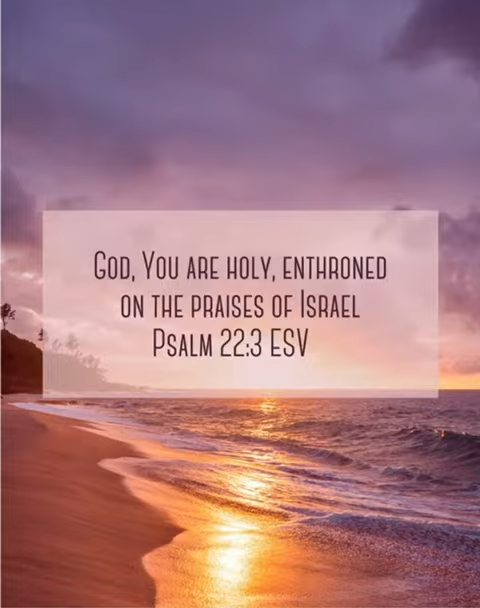 God, You are holy, enthroned
on the praises of Israel
Psalm 22:3 ESV